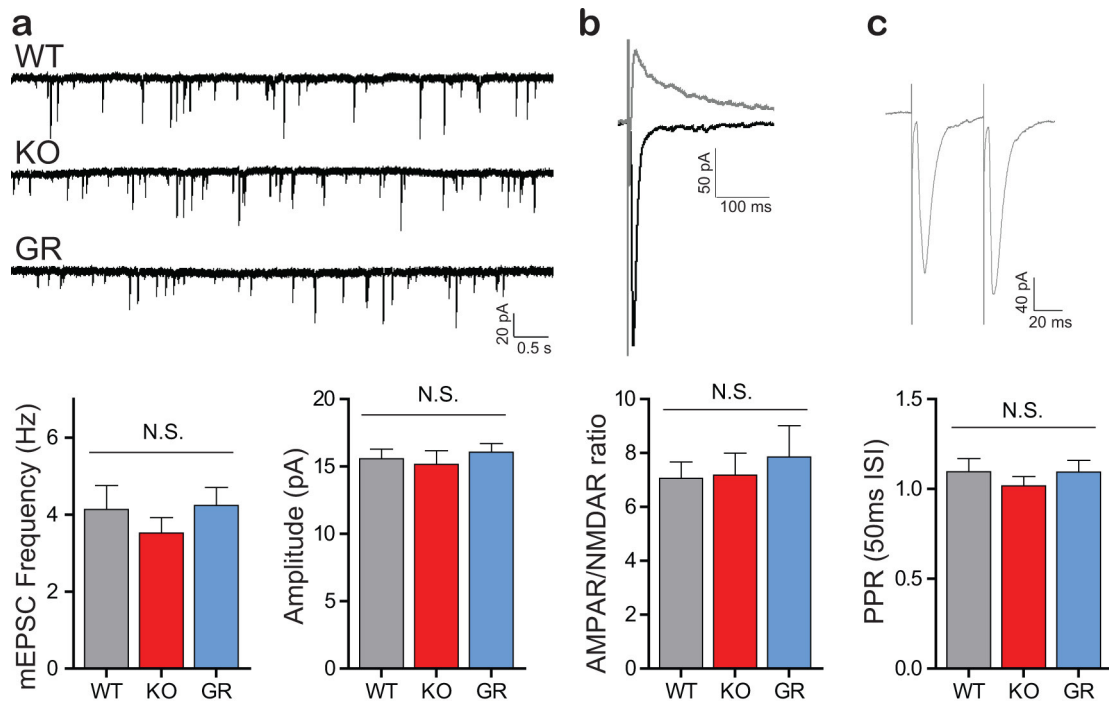 a
WT
KO
GR
20 pA
0.5 s
b
50 pA
100 ms
c
40 pA
20 ms
mEPSC Frequency (Hz)
6
4
2
0
N.S.
WT KO GR
Amplitude (pA)
20
15
10
5
0
N.S.
WT KO GR
AMPAR/NMDAR ratio
10
8
6
4
2
0
N.S.
WT KO GR
PPR (50ms ISI)
1.5
1.0
0.5
0.0
N.S.
WT KO GR